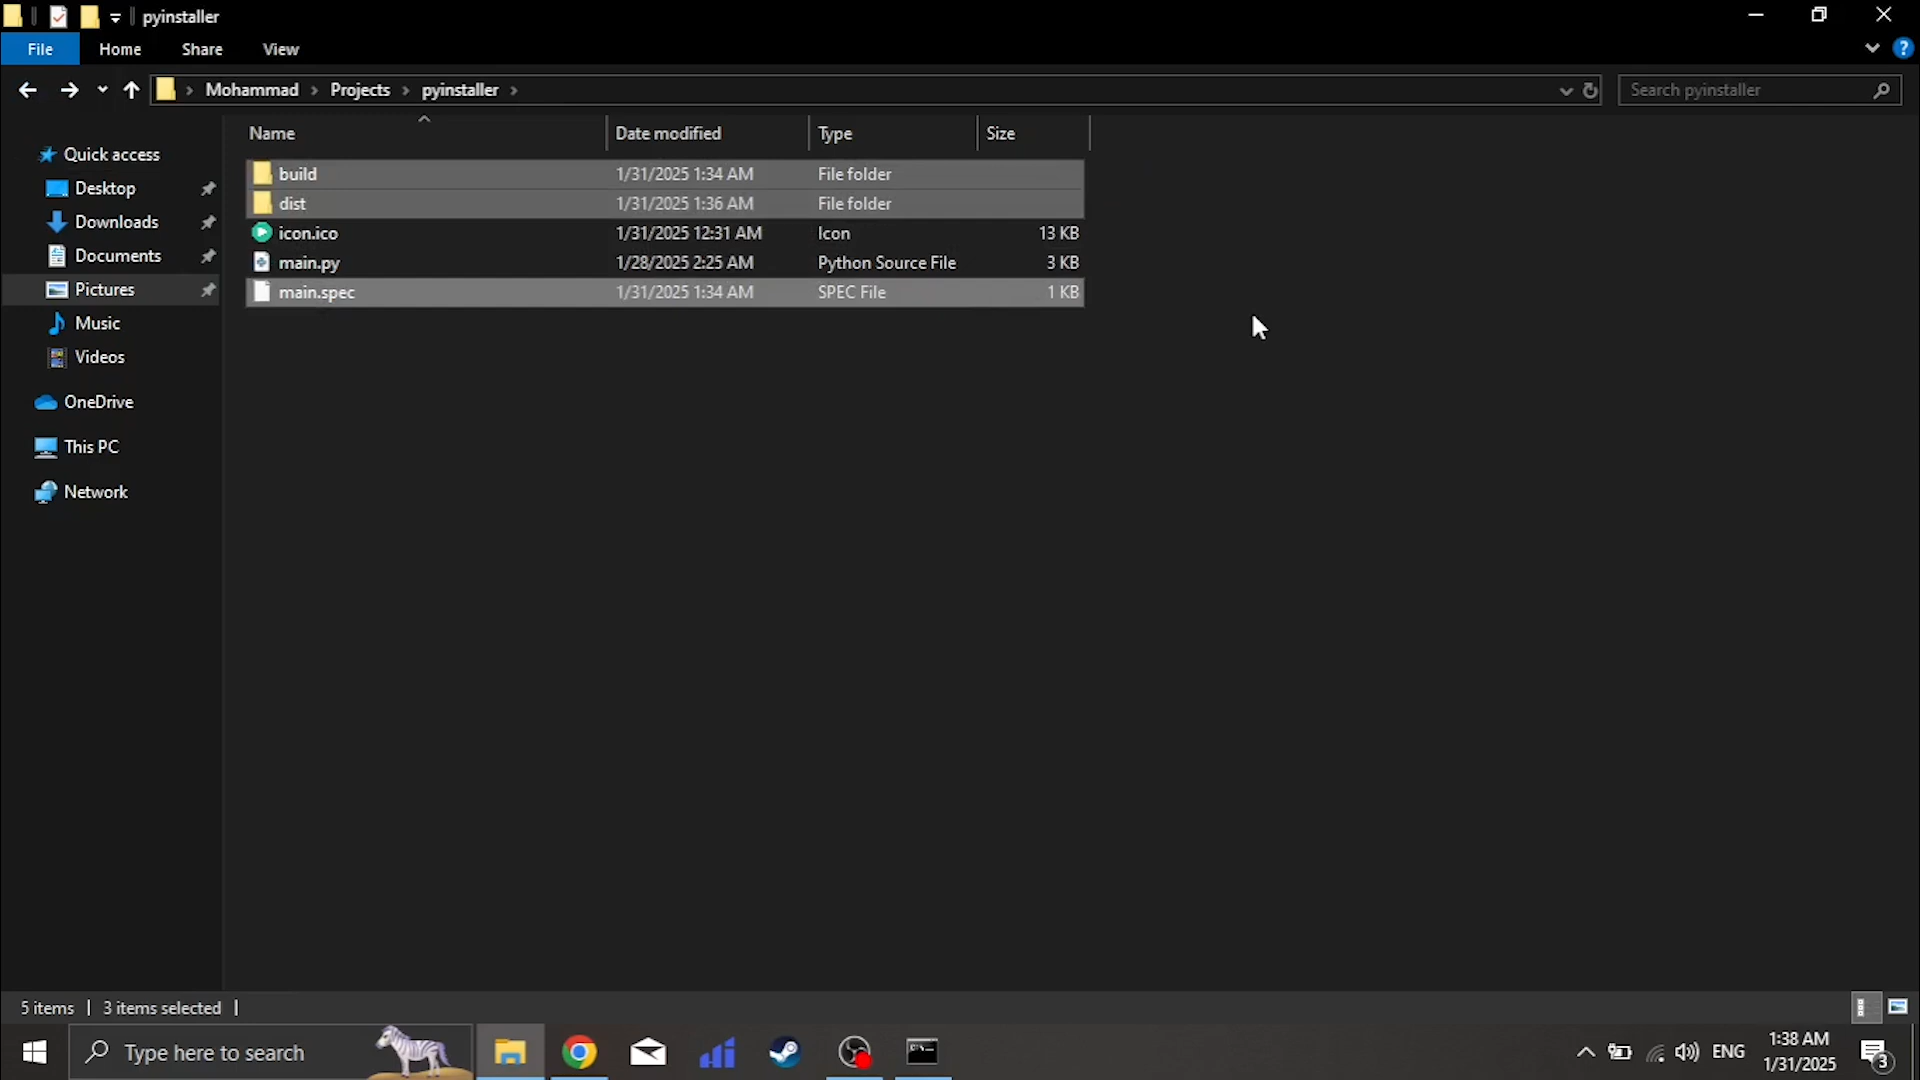 pyinstaller
File Home Share View
Mohammad Projects pyinstaller Search pyinstaller
Name Date modified Type Size
Quick access
Desktop
Downloads
Documents
Pictures
Music
Videos
OneDrive
This PC
Network
build 1/31/2025 1:34 AM File folder
dist 1/31/2025 1:36 AM File folder
icon.ico 1/31/2025 12:31 AM Icon 13 KB
main.py 1/28/2025 2:25 AM Python Source File 3 KB
main.spec 1/31/2025 1:34 AM SPEC File 1 KB
5 items 3 items selected
Type here to search
ENG
1:38 AM
1/31/2025
3